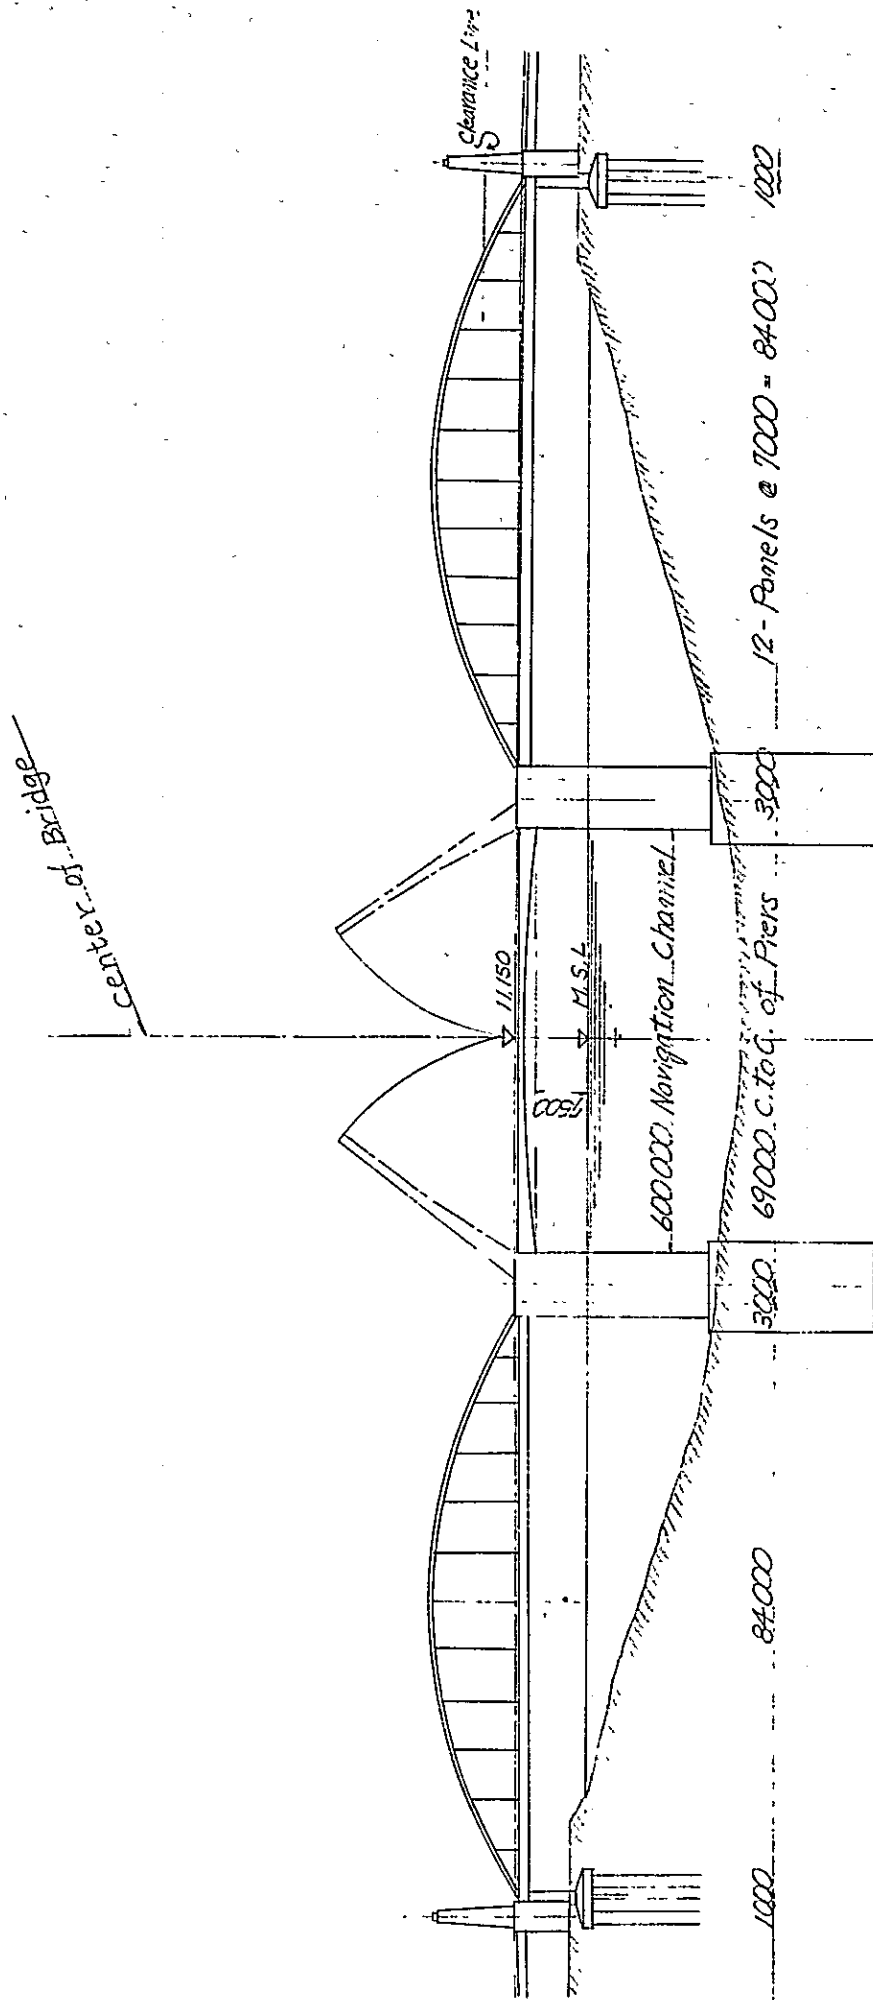 Center of Bridge
Clearance Line
11,150
M.S.L
7500
600000 Navigation Channel
1000
84000
3000
69000 C. to C. of Piers
3000
12-Panels @ 7000 = 84000
1000